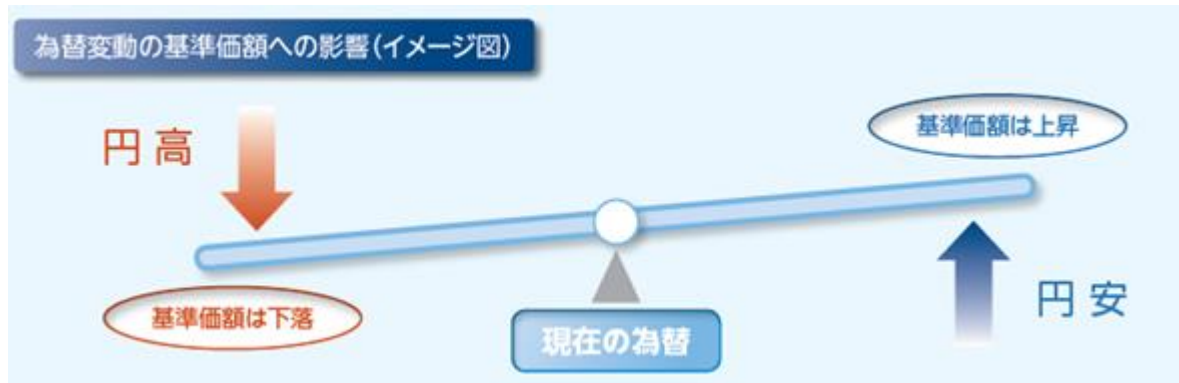 為替変動の基準価額への影響(イメージ図)
円高
基準価額は上昇
基準価額は下落
円安
現在の為替